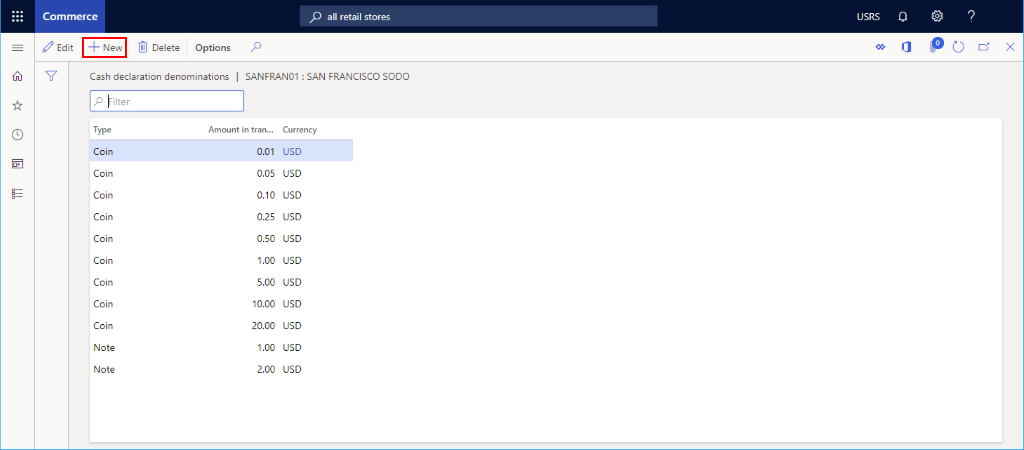 Commerce all retail stores USRS ?
Edit New Delete Options 0
Cash declaration denominations | SANFRAN01 : SAN FRANCISCO SODO
Filter
Type Amount in tran... Currency
Coin 0.01 USD
Coin 0.05 USD
Coin 0.10 USD
Coin 0.25 USD
Coin 0.50 USD
Coin 1.00 USD
Coin 5.00 USD
Coin 10.00 USD
Coin 20.00 USD
Note 1.00 USD
Note 2.00 USD